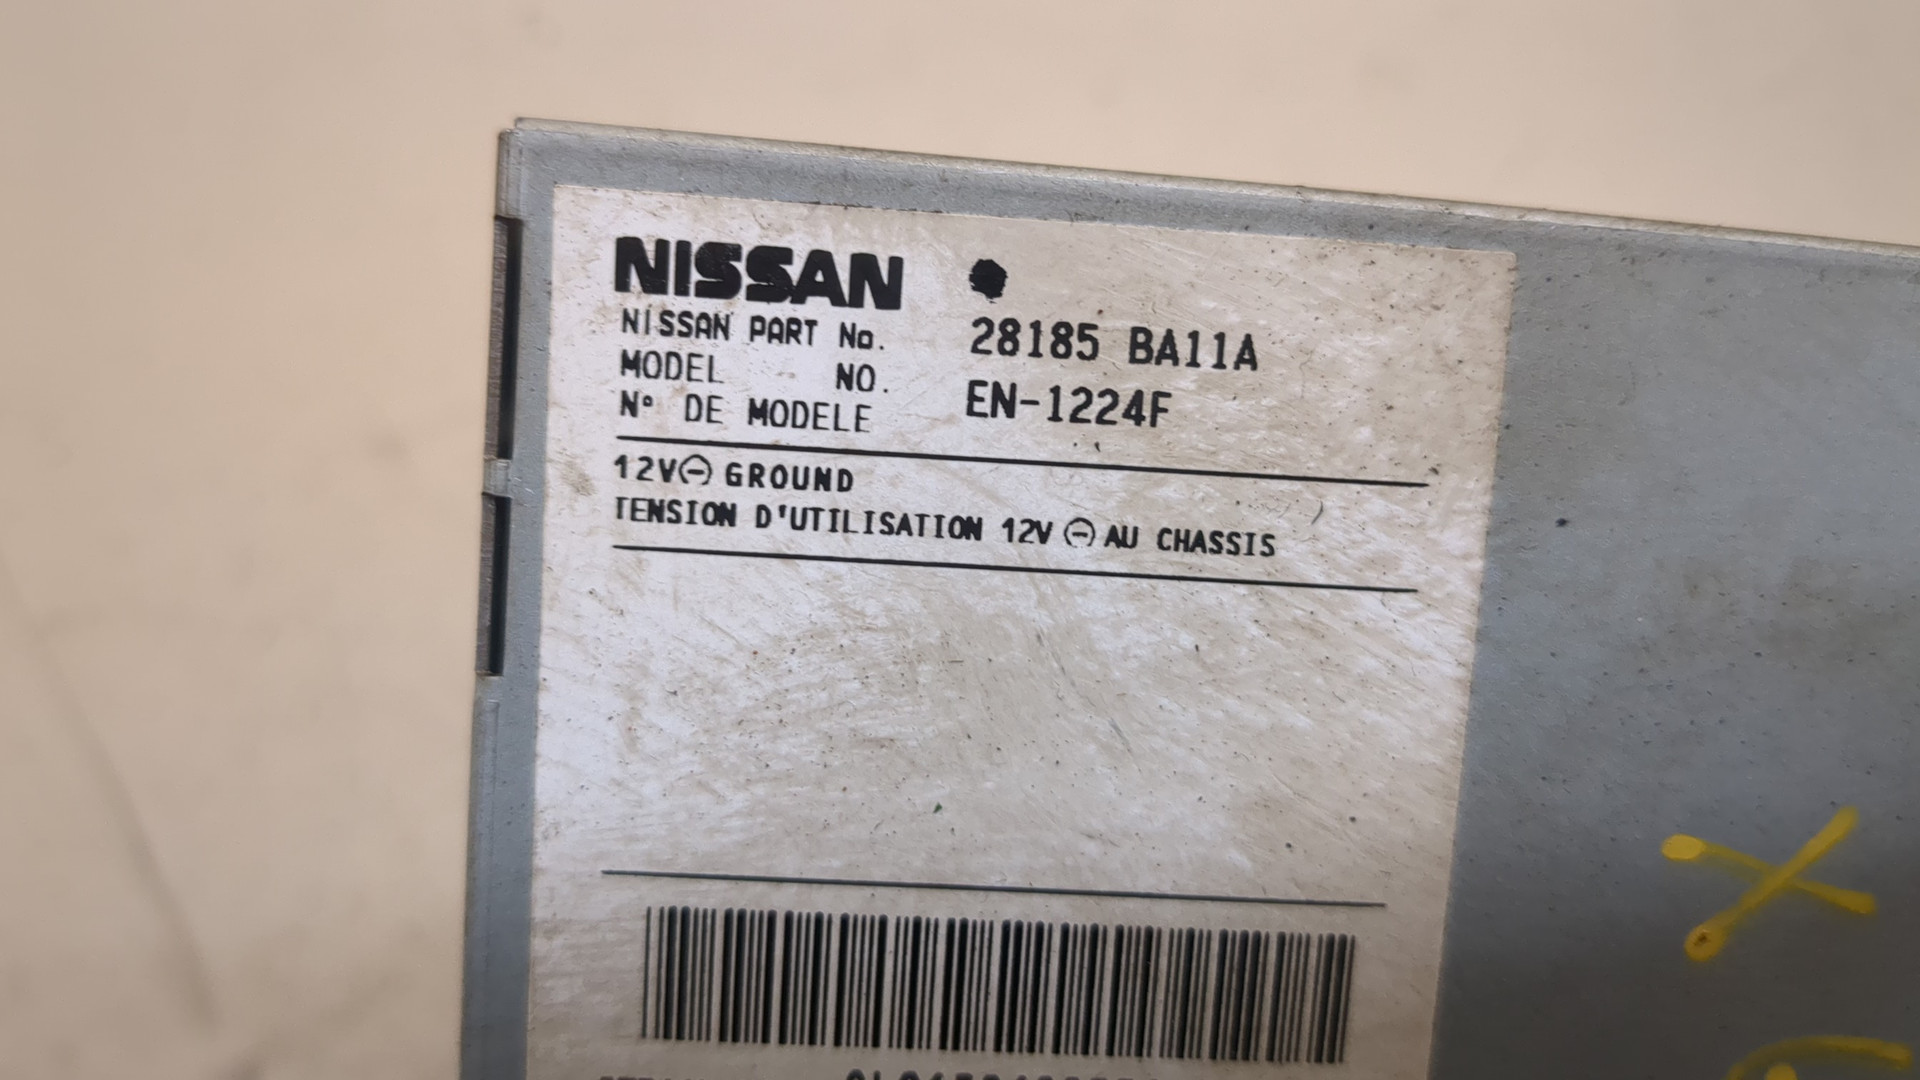 NISSAN
NISSAN PART No. 28185 BA11A
MODEL NO. EN-1224F
N° DE MODELE
12V⊖ GROUND
TENSION D'UTILISATION 12V ⊖ AU CHASSIS
X